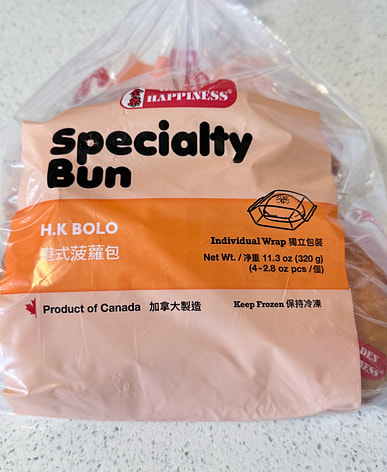 HAPPINESS®
Specialty
Bun
H.K BOLO
港式菠蘿包
Individual Wrap 獨立包裝
Net Wt. / 净重 11.3 oz (320 g)
(4-2.8 oz pcs /個)
Product of Canada 加拿大製造
Keep Frozen 保持冷凍